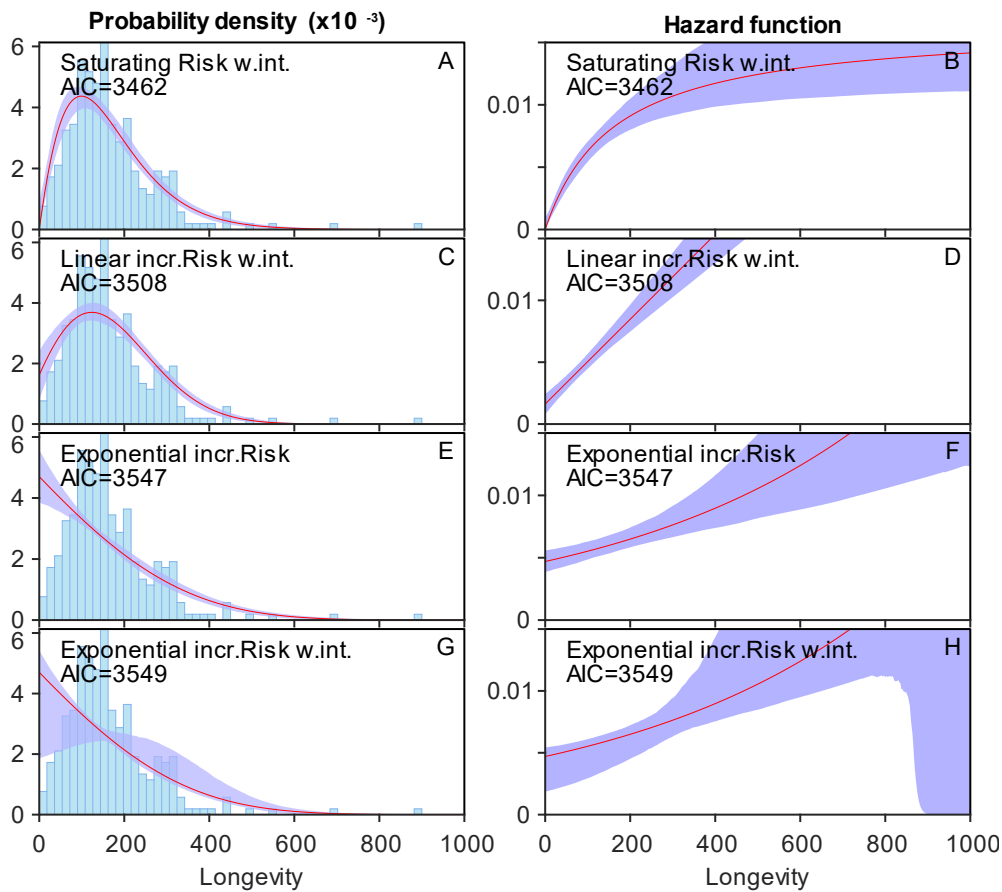 Probability density (x10 -3)
Hazard function
6
4
2
0
Saturating Risk w.int.
AIC=3462
A
0.01
0
Saturating Risk w.int.
AIC=3462
B
6
4
2
0
Linear incr.Risk w.int.
AIC=3508
C
0.01
0
Linear incr.Risk w.int.
AIC=3508
D
6
4
2
0
Exponential incr.Risk
AIC=3547
E
0.01
0
Exponential incr.Risk
AIC=3547
F
6
4
2
0
Exponential incr.Risk w.int.
AIC=3549
G
0.01
0
Exponential incr.Risk w.int.
AIC=3549
H
0 200 400 600 800 1000
0 200 400 600 800 1000
Longevity
Longevity